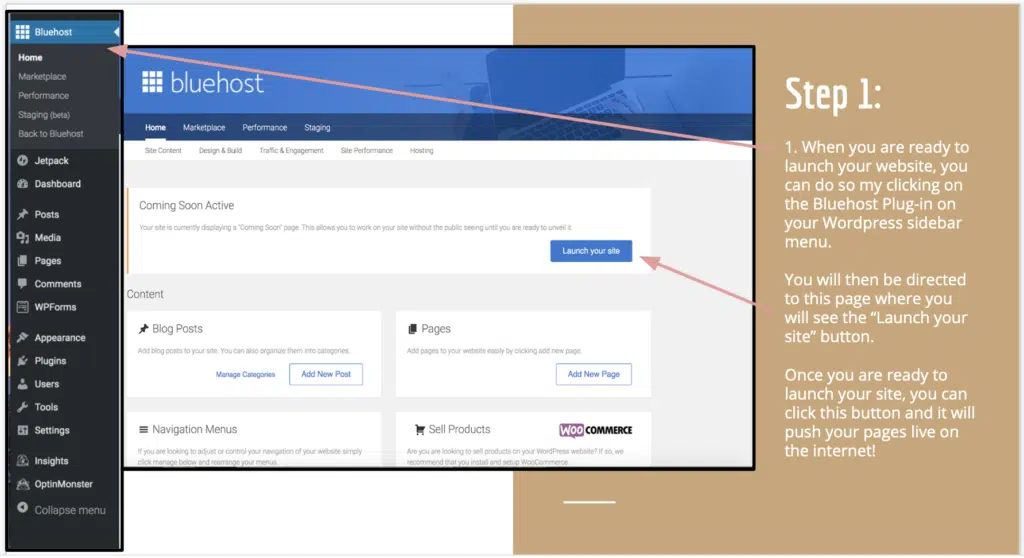 Bluehost
Home
Marketplace
Performance
Staging (beta)
Back to Bluehost
Jetpack
Dashboard
Posts
Media
Pages
Comments
WPForms
Appearance
Plugins
Users
Tools
Settings
Insights
OptinMonster
Collapse menu
bluehost
Home Marketplace Performance Staging
Site Content Design & Build Traffic & Engagement Site Performance Hosting
Coming Soon Active
Your site is currently displaying a "Coming Soon" page. This allows you to work on your site without the public seeing until you are ready to unveil it
Launch your site
Content
Blog Posts
Add blog posts to your site. You can also organize them into categories.
Manage Categories Add New Post
Pages
Add pages to your website easily by clicking add new page.
Add New Page
Navigation Menus
If you are looking to adjust or control your navigation of your website simply
click manage below and rearrange your menus.
Sell Products
WOO COMMERCE
Are you looking to sell products on your WordPress website? If so, we
recommend that you install and setup WooCommerce
Step 1:
1. When you are ready to
launch your website, you
can do so my clicking on
the Bluehost Plug-in on
your Wordpress sidebar
menu.
You will then be directed
to this page where you
will see the “Launch your
site” button.
Once you are ready to
launch your site, you can
click this button and it will
push your pages live on
the internet!